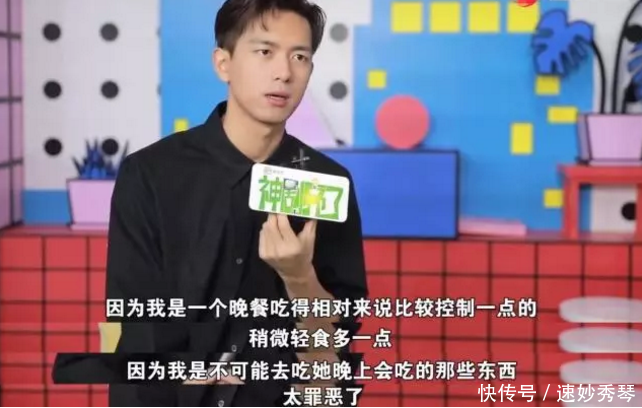 神剧来了
因为我是一个晚餐吃得相对来说比较控制一点的
稍微轻食多一点
因为我是不可能去吃她晚上会吃的那些东西
太罪恶了
快传号/速妙秀琴